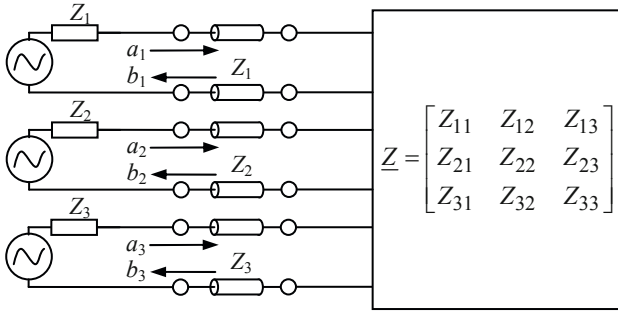 Z₁
a₁
b₁ Z₁
Z₂
a₂
b₂ Z₂
Z₃
a₃
b₃ Z₃
Z₁₁ Z₁₂ Z₁₃
Z = Z₂₁ Z₂₂ Z₂₃
Z₃₁ Z₃₂ Z₃₃